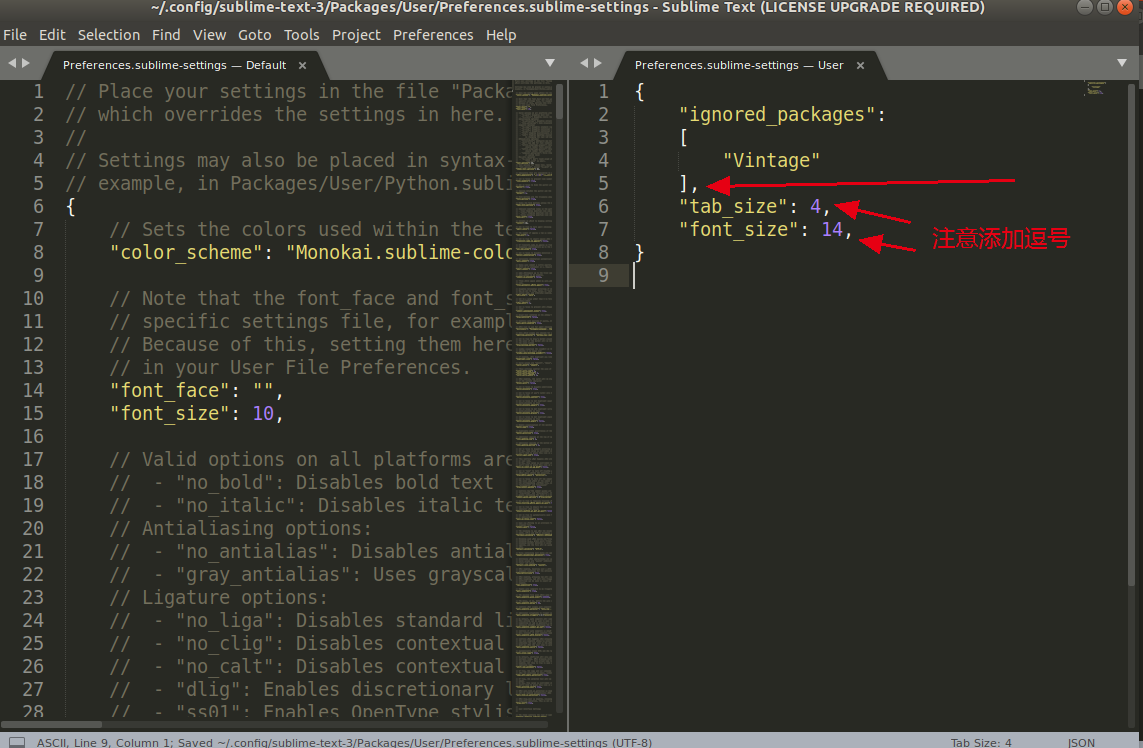 ~/.config/sublime-text-3/Packages/User/Preferences.sublime-settings - Sublime Text (LICENSE UPGRADE REQUIRED)
File Edit Selection Find View Goto Tools Project Preferences Help
Preferences.sublime-settings — Default ×
1 // Place your settings in the file "Packa
2 // which overrides the settings in here.
3 //
4 // Settings may also be placed in syntax-
5 // example, in Packages/User/Python.subli
6 {
7 // Sets the colors used within the te
8 "color_scheme": "Monokai.sublime-colo
9
10 // Note that the font_face and font_s
11 // specific settings file, for exampl
12 // Because of this, setting them here
13 // in your User File Preferences.
14 "font_face": "",
15 "font_size": 10,
16
17 // Valid options on all platforms are
18 //  - "no_bold": Disables bold text
19 //  - "no_italic": Disables italic te
20 // Antialiasing options:
21 //  - "no_antialias": Disables antial
22 //  - "gray_antialias": Uses grayscal
23 // Ligature options:
24 //  - "no_liga": Disables standard li
25 //  - "no_clig": Disables contextual
26 //  - "no_calt": Disables contextual
27 //  - "dlig": Enables discretionary l
28 //  - "ss01": Enables OpenType stylis
Preferences.sublime-settings — User ×
1 {
2 "ignored_packages":
3 [
4 "Vintage"
5 ],
6 "tab_size": 4,
7 "font_size": 14,
注意添加逗号
8 }
9
ASCII, Line 9, Column 1; Saved ~/.config/sublime-text-3/Packages/User/Preferences.sublime-settings (UTF-8) Tab Size: 4 JSON